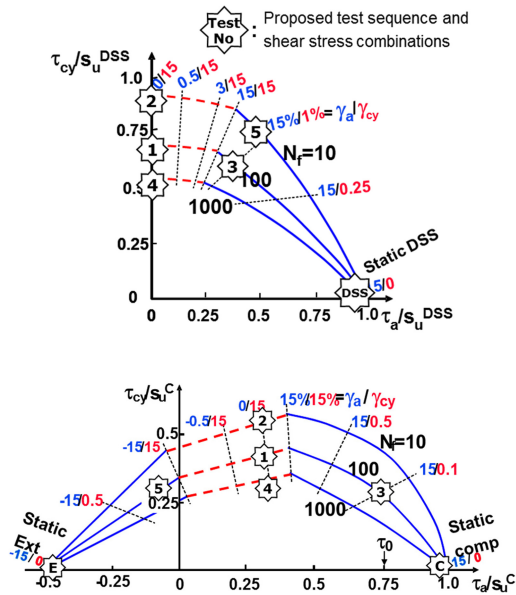 Test No : Proposed test sequence and
shear stress combinations
τcy/su^DSS
1.0
0/15 0.5/15 3/15 15/15
2
15%/1%= γa/γcy
0.75
5
1
Nf=10
3
100
4
0.5
15/0.25
1000
0.25
Static DSS
0
DSS
5/0
0 0.25 0.5 0.75 1.0 τa/su^DSS
τcy/su^C
0/15
15%/15%=γa/γcy
-0.5/15
2
15/0.5
0.5
-15/15
Nf=10
1
100
15/0.1
-15/0.5
5
4
3
0.25
1000
Static Ext
τ0
Static comp
-15/0
E
C
15/0
-0.5 -0.25 0 0.25 0.5 0.75 1.0 τa/su^C